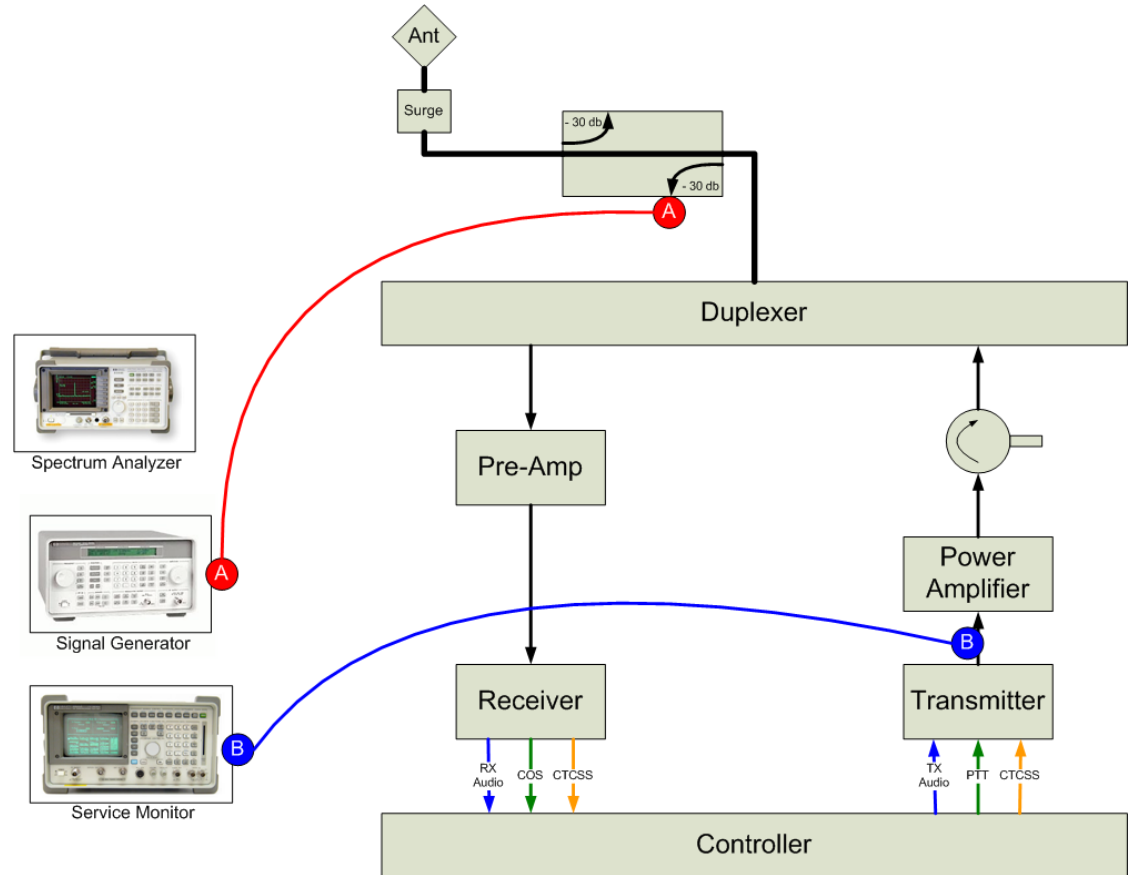 Ant
Surge
- 30 db
- 30 db
A
Duplexer
Spectrum Analyzer
Pre-Amp
Power
Amplifier
A
Signal Generator
B
Receiver
Transmitter
B
Service Monitor
RX
Audio
COS
CTCSS
TX
Audio
PTT
CTCSS
Controller